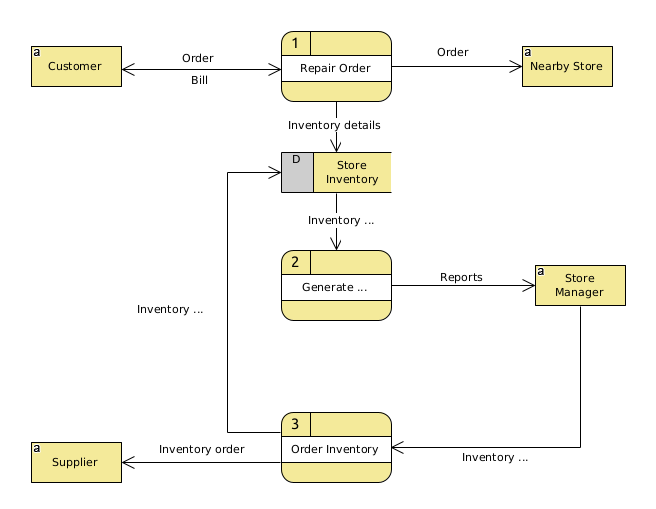 a
Customer
Order
Bill
1
Repair Order
Order
a
Nearby Store
Inventory details
D
Store
Inventory
Inventory ...
2
Generate ...
Reports
a
Store
Manager
Inventory ...
3
Order Inventory
Inventory ...
Inventory order
a
Supplier